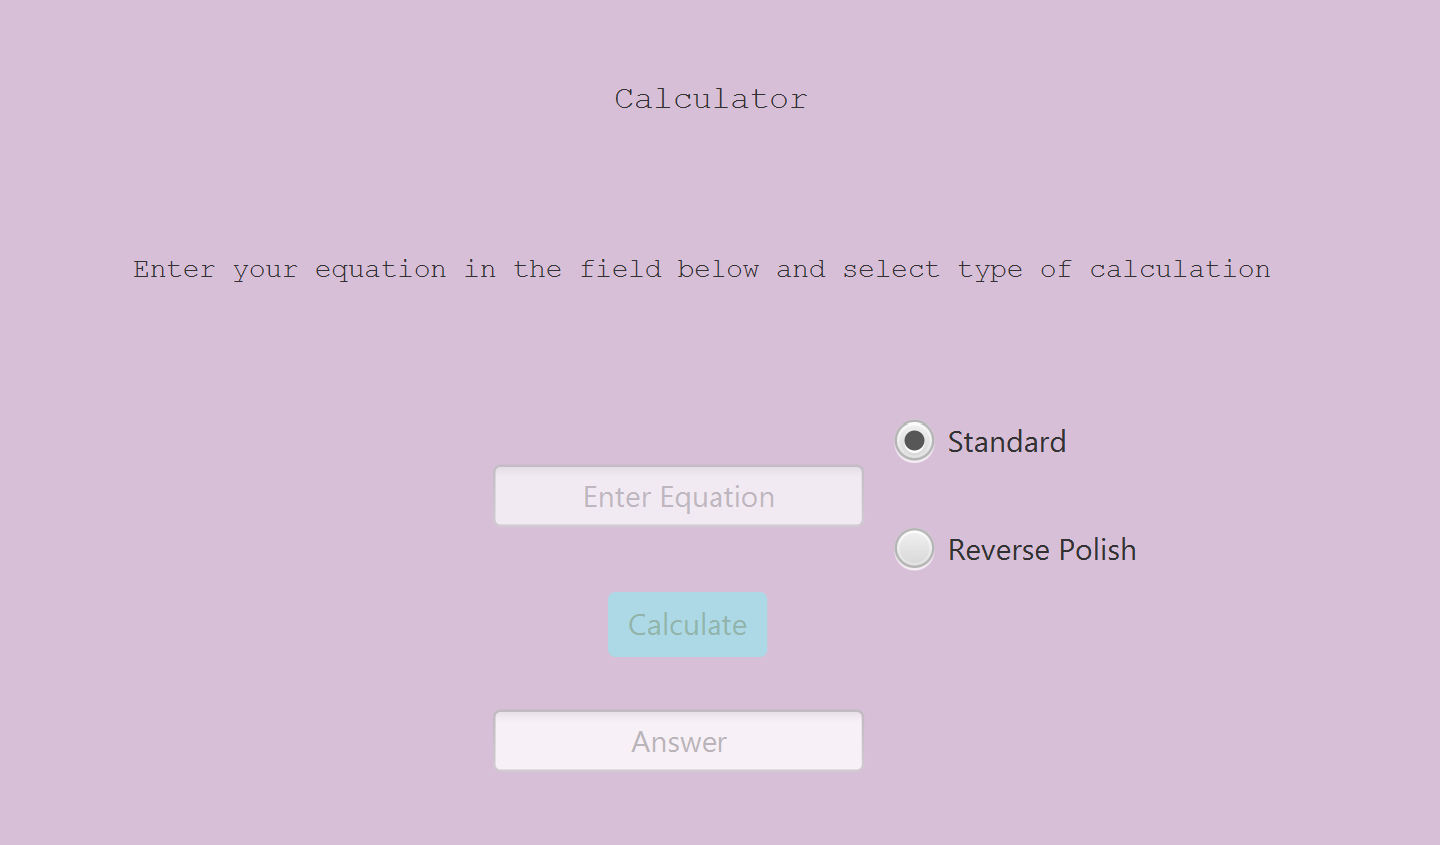 Calculator
Enter your equation in the field below and select type of calculation
Standard
Enter Equation
Reverse Polish
Calculate
Answer